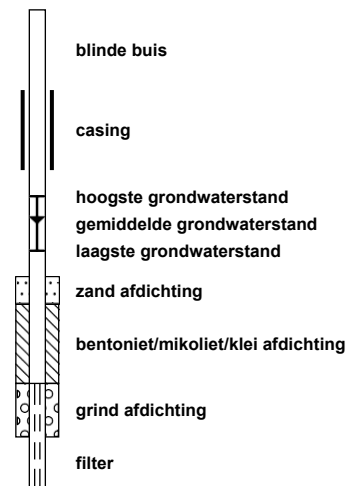 blinde buis
casing
hoogste grondwaterstand
gemiddelde grondwaterstand
laagste grondwaterstand
zand afdichting
bentoniet/mikoliet/klei afdichting
grind afdichting
filter